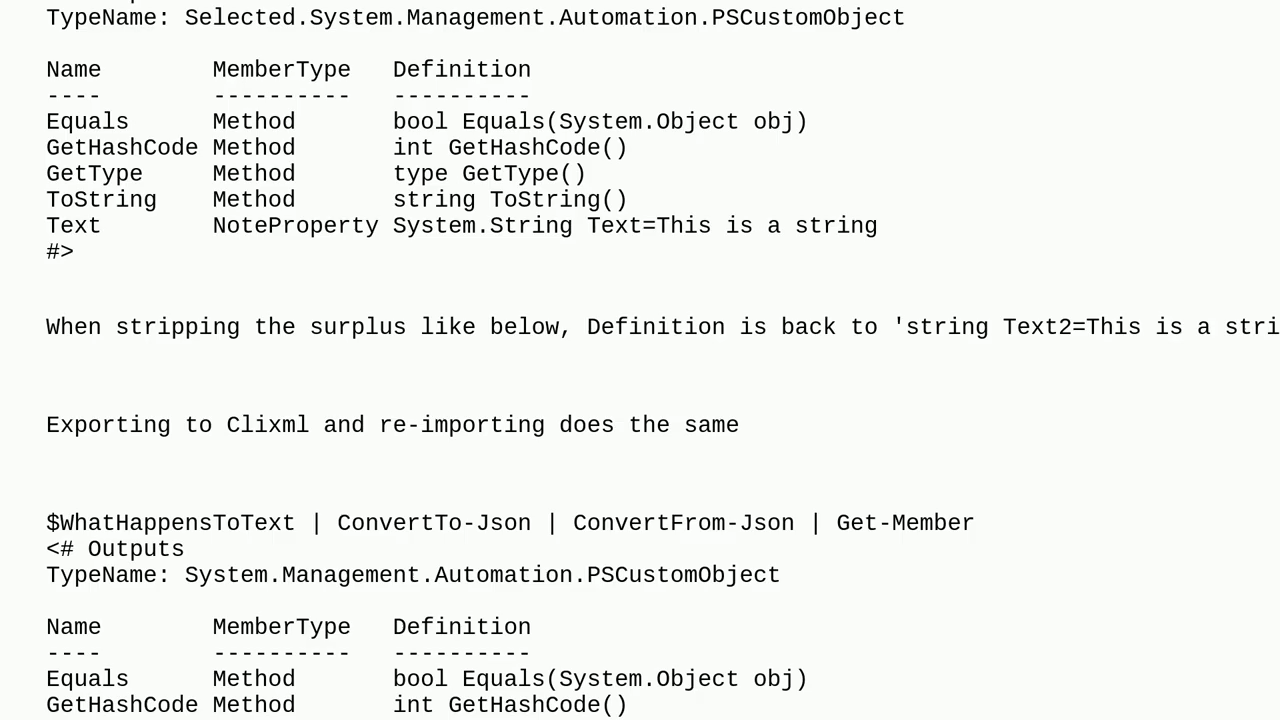 TypeName: Selected.System.Management.Automation.PSCustomObject
Name        MemberType   Definition
----        ----------   ----------
Equals      Method       bool Equals(System.Object obj)
GetHashCode Method       int GetHashCode()
GetType     Method       type GetType()
ToString    Method       string ToString()
Text        NoteProperty System.String Text=This is a string
#>
When stripping the surplus like below, Definition is back to 'string Text2=This is a stri
Exporting to Clixml and re-importing does the same
$WhatHappensToText | ConvertTo-Json | ConvertFrom-Json | Get-Member
<# Outputs
TypeName: System.Management.Automation.PSCustomObject
Name        MemberType   Definition
----        ----------   ----------
Equals      Method       bool Equals(System.Object obj)
GetHashCode Method       int GetHashCode()